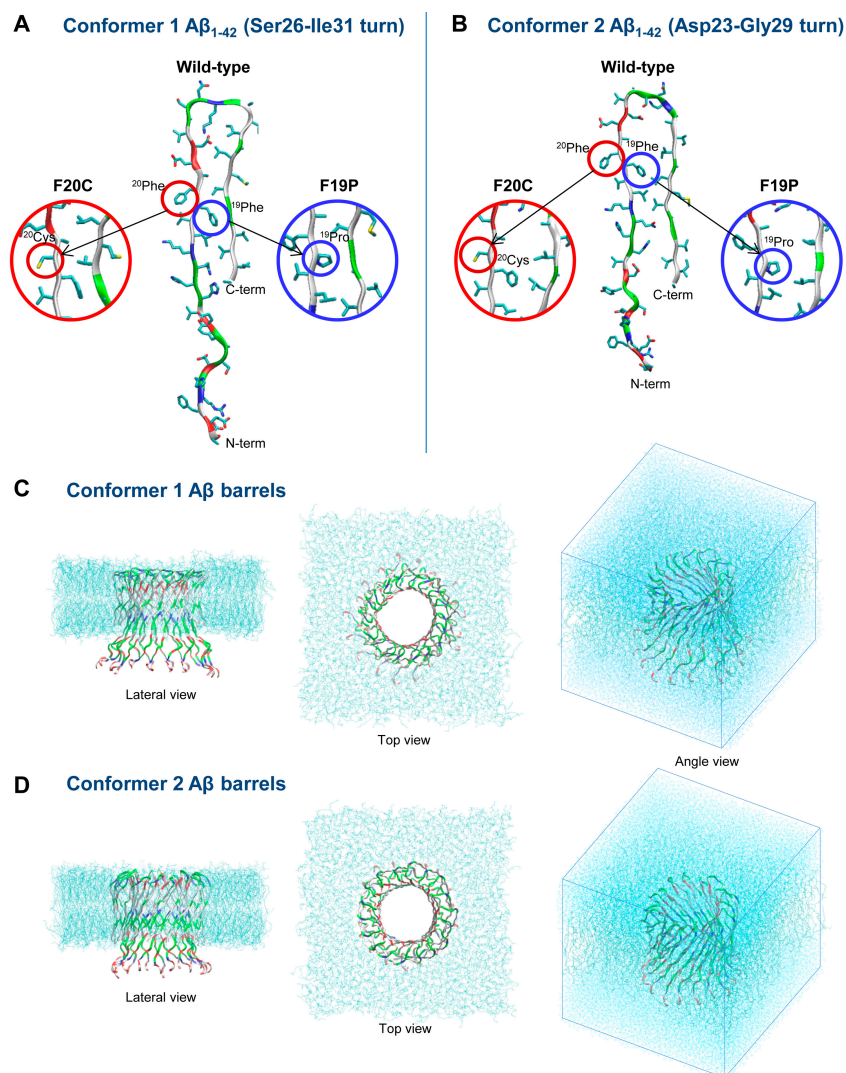 A Conformer 1 Aβ1-42 (Ser26-Ile31 turn)
Wild-type
20Phe
F20C
19Phe
F19P
20Cys
19Pro
C-term
N-term
B Conformer 2 Aβ1-42 (Asp23-Gly29 turn)
Wild-type
20Phe
19Phe
F20C
F19P
20Cys
19Pro
C-term
N-term
C Conformer 1 Aβ barrels
Lateral view
Top view
Angle view
D Conformer 2 Aβ barrels
Lateral view
Top view